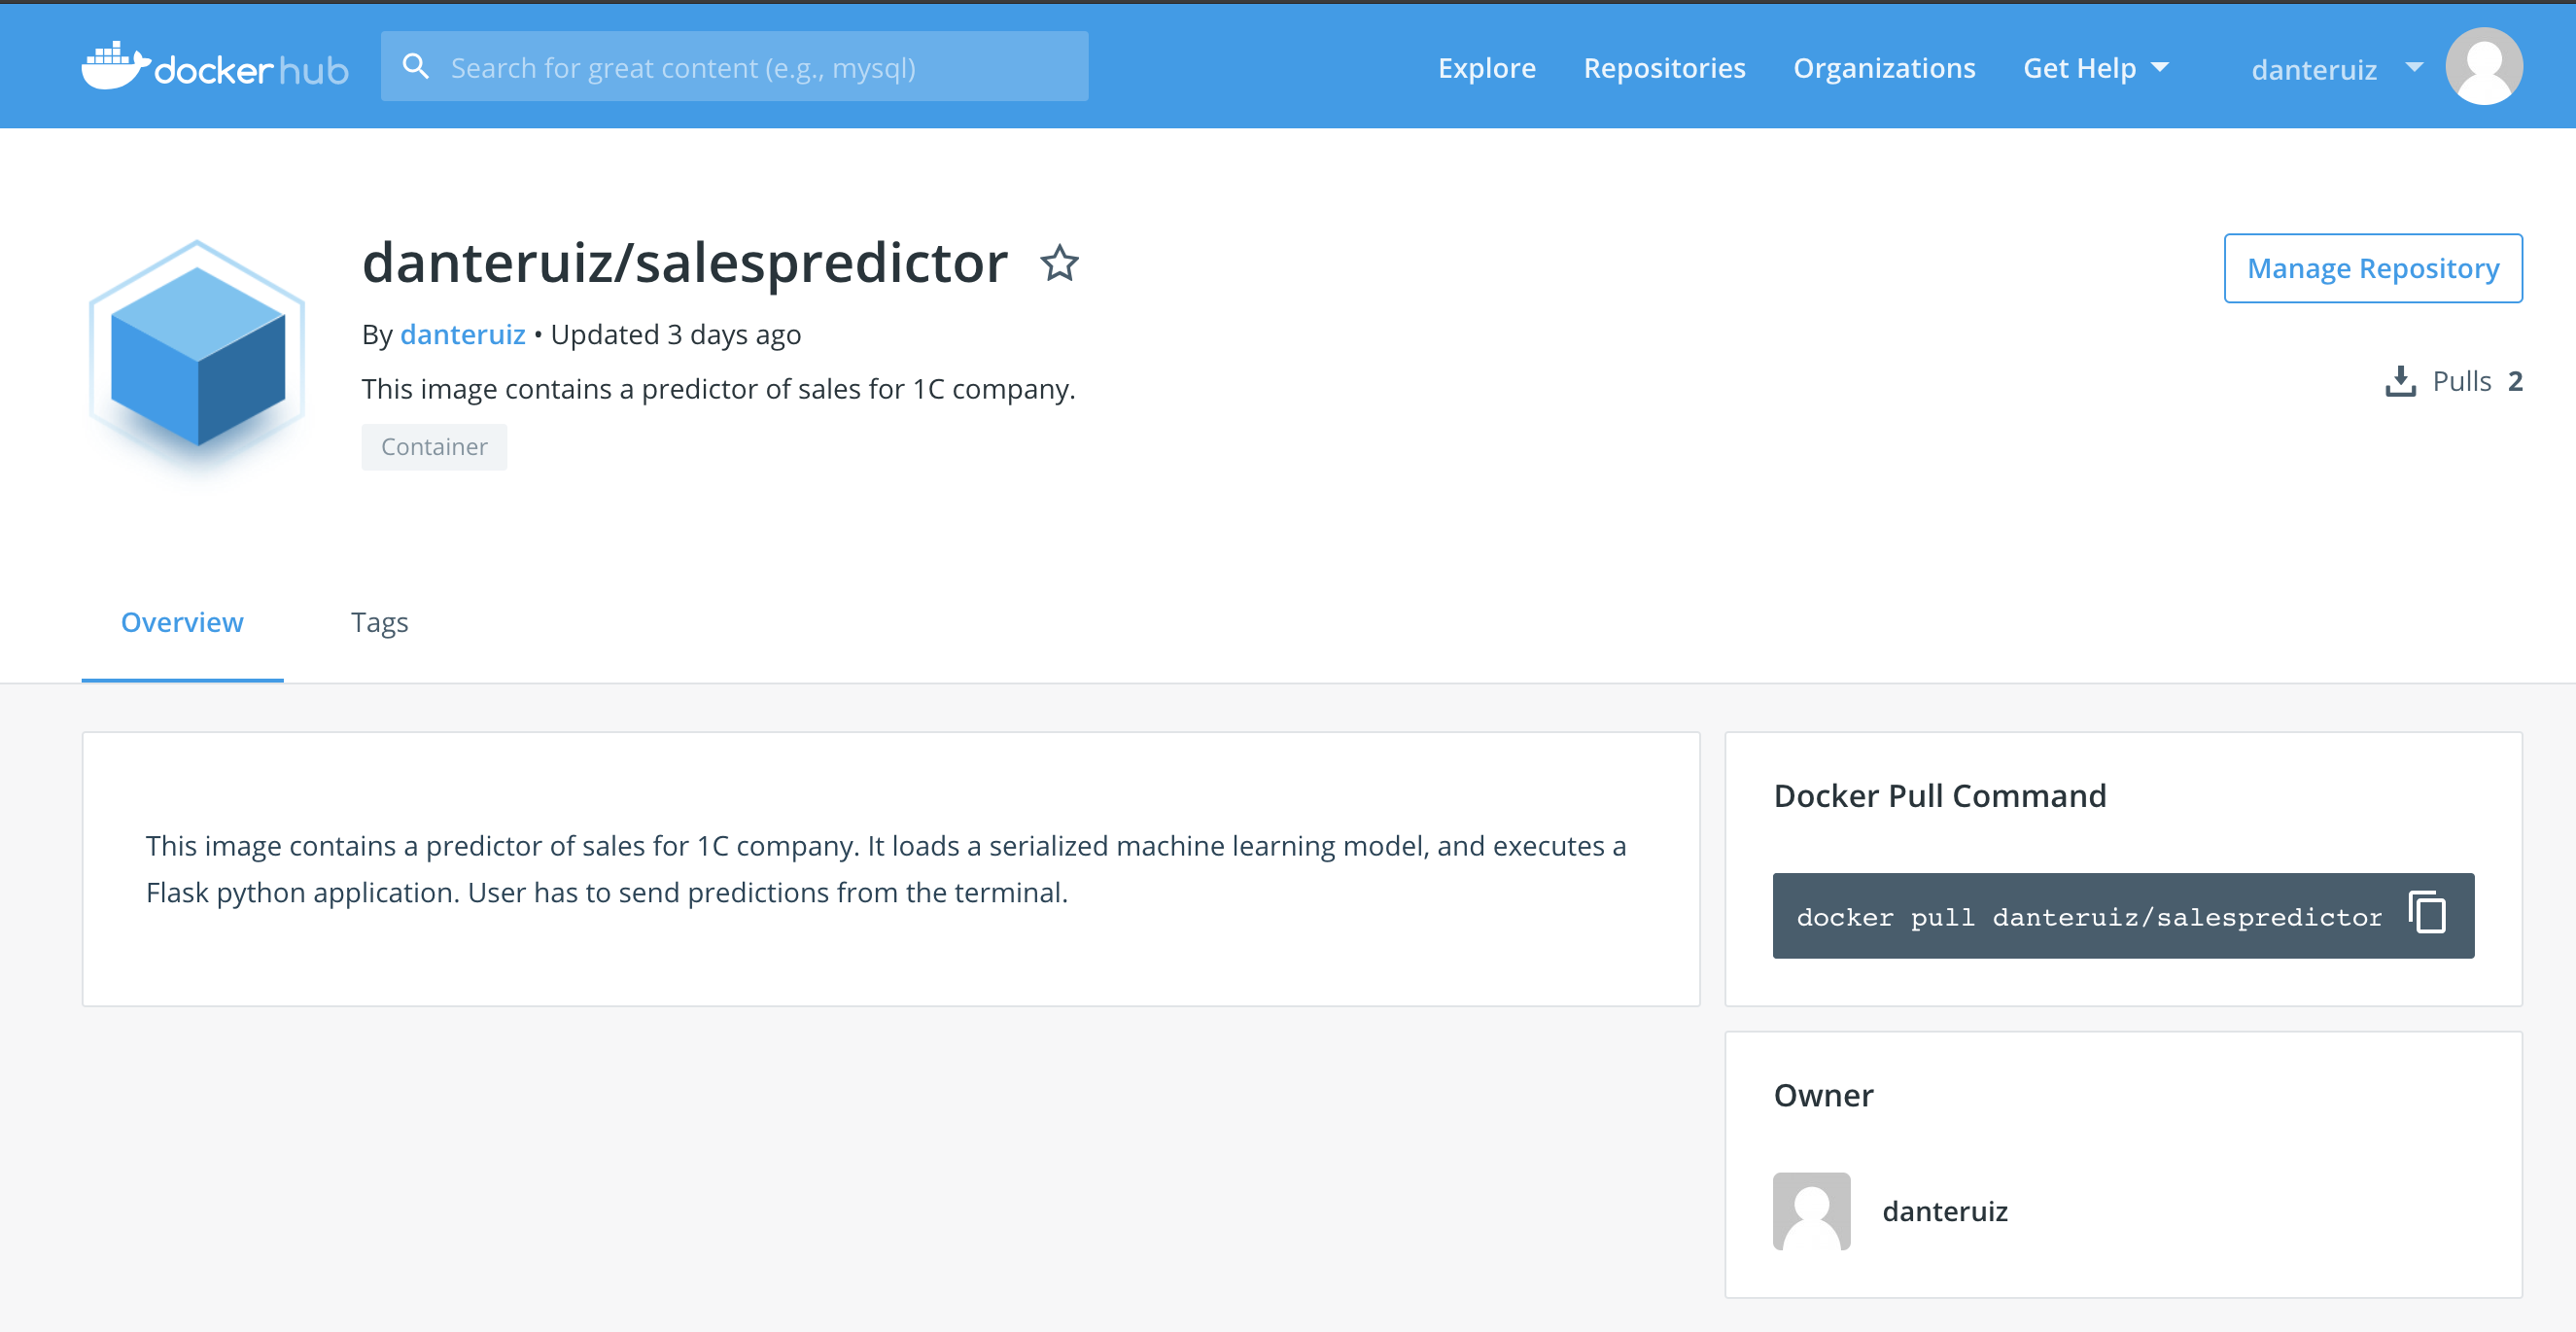 docker hub
Search for great content (e.g., mysql)
Explore
Repositories
Organizations
Get Help
danteruiz
danteruiz/salespredictor
Manage Repository
By danteruiz • Updated 3 days ago
Pulls 2
This image contains a predictor of sales for 1C company.
Container
Overview
Tags
This image contains a predictor of sales for 1C company. It loads a serialized machine learning model, and executes a
Flask python application. User has to send predictions from the terminal.
Docker Pull Command
docker pull danteruiz/salespredictor
Owner
danteruiz